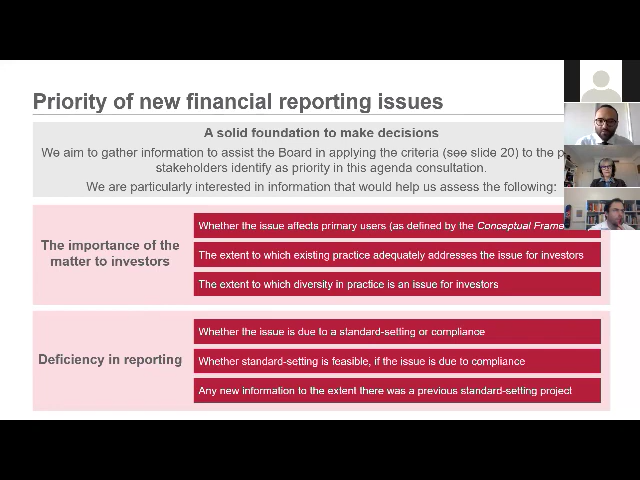 Priority of new financial reporting issues
A solid foundation to make decisions
We aim to gather information to assist the Board in applying the criteria (see slide 20) to the
stakeholders identify as priority in this agenda consultation.
We are particularly interested in information that would help us assess the following:
The importance of the
matter to investors
Whether the issue affects primary users (as defined by the Conceptual
The extent to which existing practice adequately addresses the issue for investors
The extent to which diversity in practice is an issue for investors
Deficiency in reporting
Whether the issue is due to a standard-setting or compliance
Whether standard-setting is feasible, if the issue is due to compliance
Any new information to the extent there was a previous standard-setting project